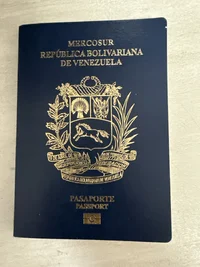 MERCOSUR
REPÚBLICA BOLIVARIANA
DE VENEZUELA
PASAPORTE
PASSPORT